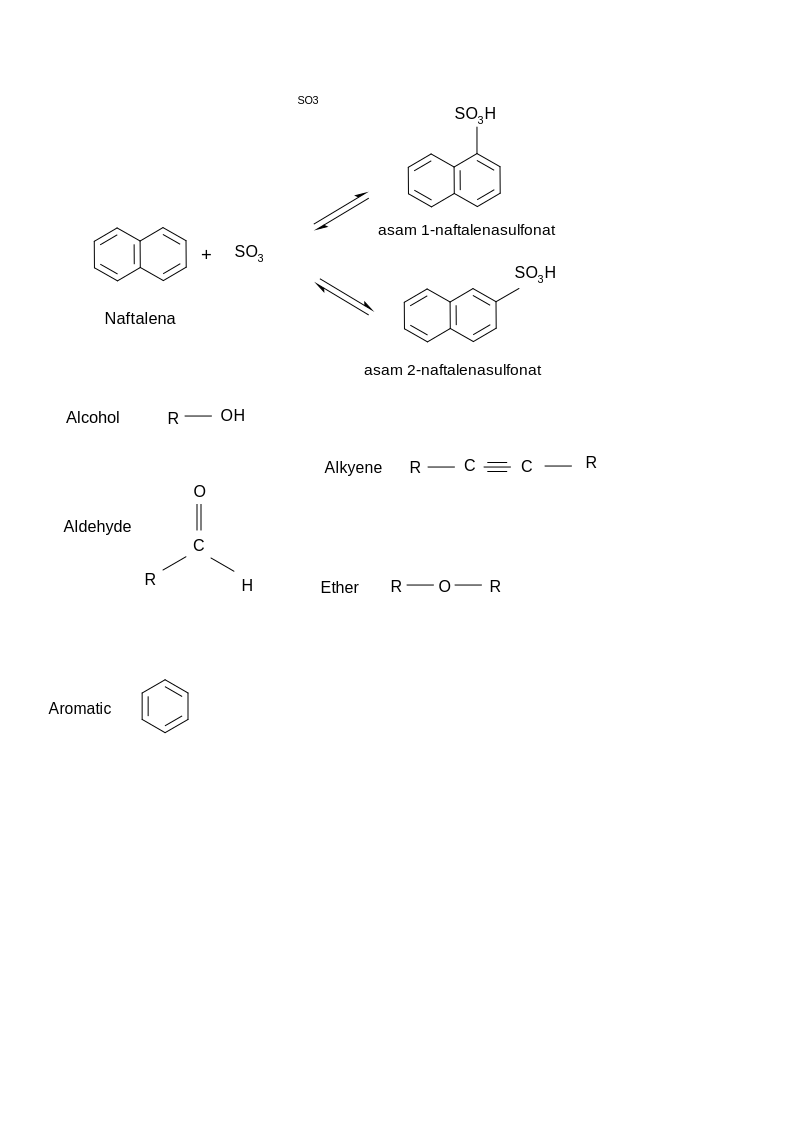 SO3
SO3H
asam 1-naftalenasulfonat
+ SO3
SO3H
Naftalena
asam 2-naftalenasulfonat
Alcohol R OH
Alkyene R C C R
O
Aldehyde
C
R H
Ether R O R
Aromatic